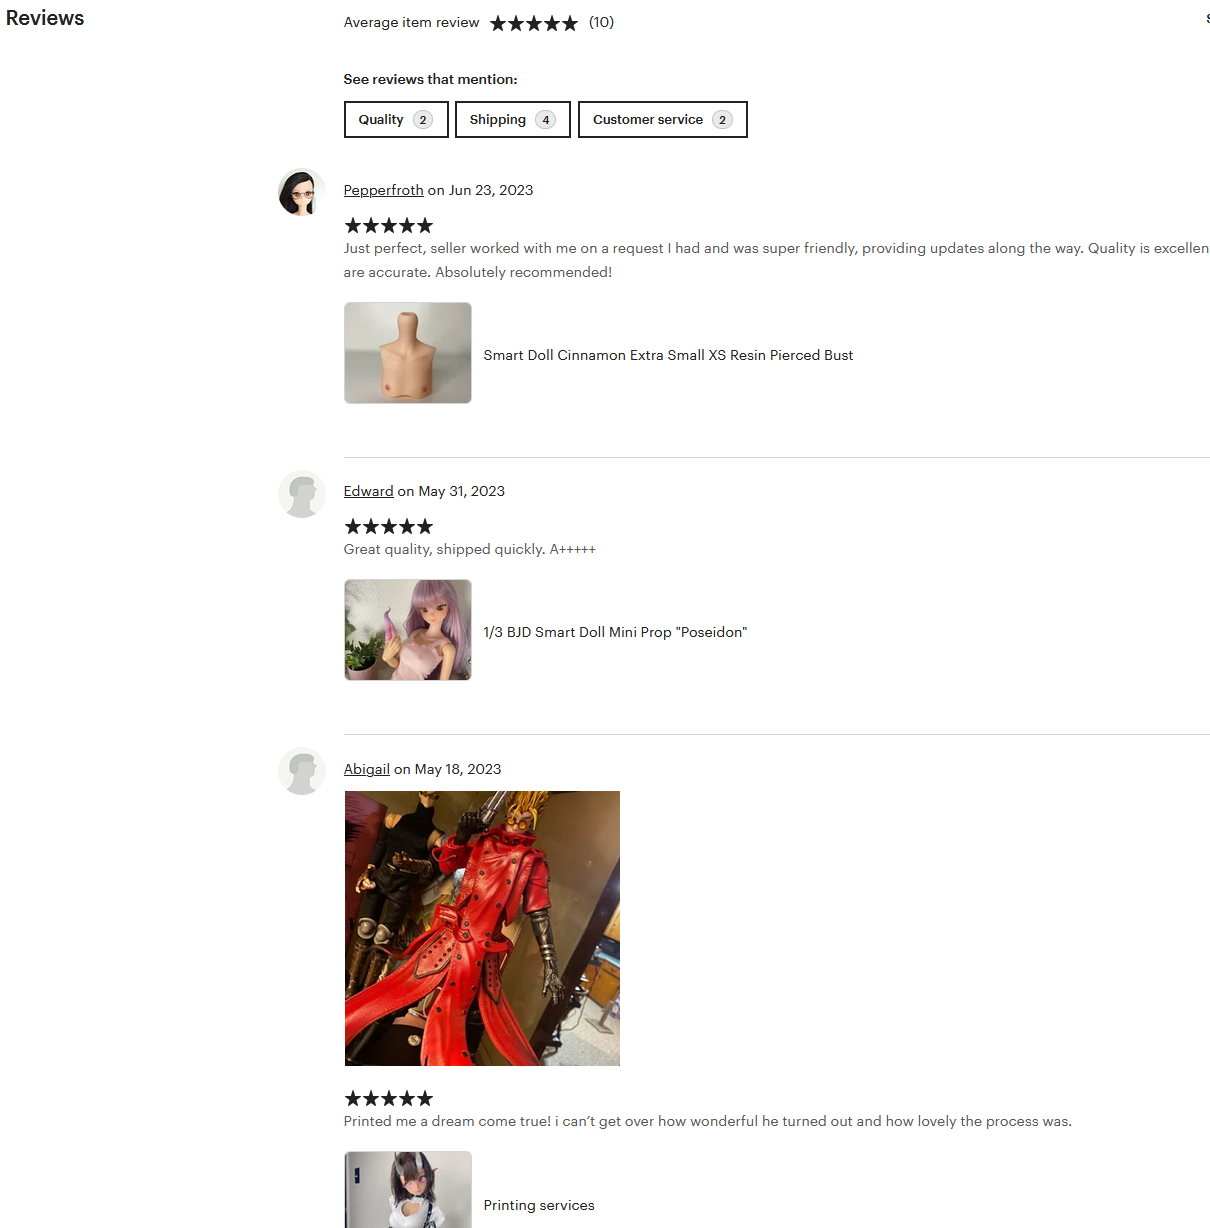 Reviews
Average item review ★★★★★ (10)
See reviews that mention:
Quality 2 Shipping 4 Customer service 2
Pepperfroth on Jun 23, 2023
★★★★★
Just perfect, seller worked with me on a request I had and was super friendly, providing updates along the way. Quality is excellen
are accurate. Absolutely recommended!
Smart Doll Cinnamon Extra Small XS Resin Pierced Bust
Edward on May 31, 2023
★★★★★
Great quality, shipped quickly. A+++++
1/3 BJD Smart Doll Mini Prop "Poseidon"
Abigail on May 18, 2023
★★★★★
Printed me a dream come true! i can’t get over how wonderful he turned out and how lovely the process was.
Printing services